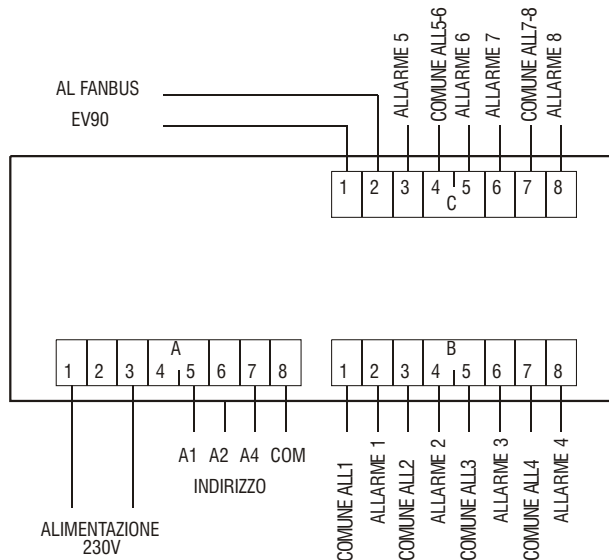 AL FANBUS
EV90
ALLARME 5
COMUNE ALL5-6
ALLARME 6
ALLARME 7
COMUNE ALL7-8
ALLARME 8
1 2 3 4 5 6 7 8
C
A
1 2 3 4 5 6 7 8
B
1 2 3 4 5 6 7 8
A1 A2 A4 COM
INDIRIZZO
ALIMENTAZIONE
230V
COMUNE ALL1
ALLARME 1
COMUNE ALL2
ALLARME 2
COMUNE ALL3
ALLARME 3
COMUNE ALL4
ALLARME 4